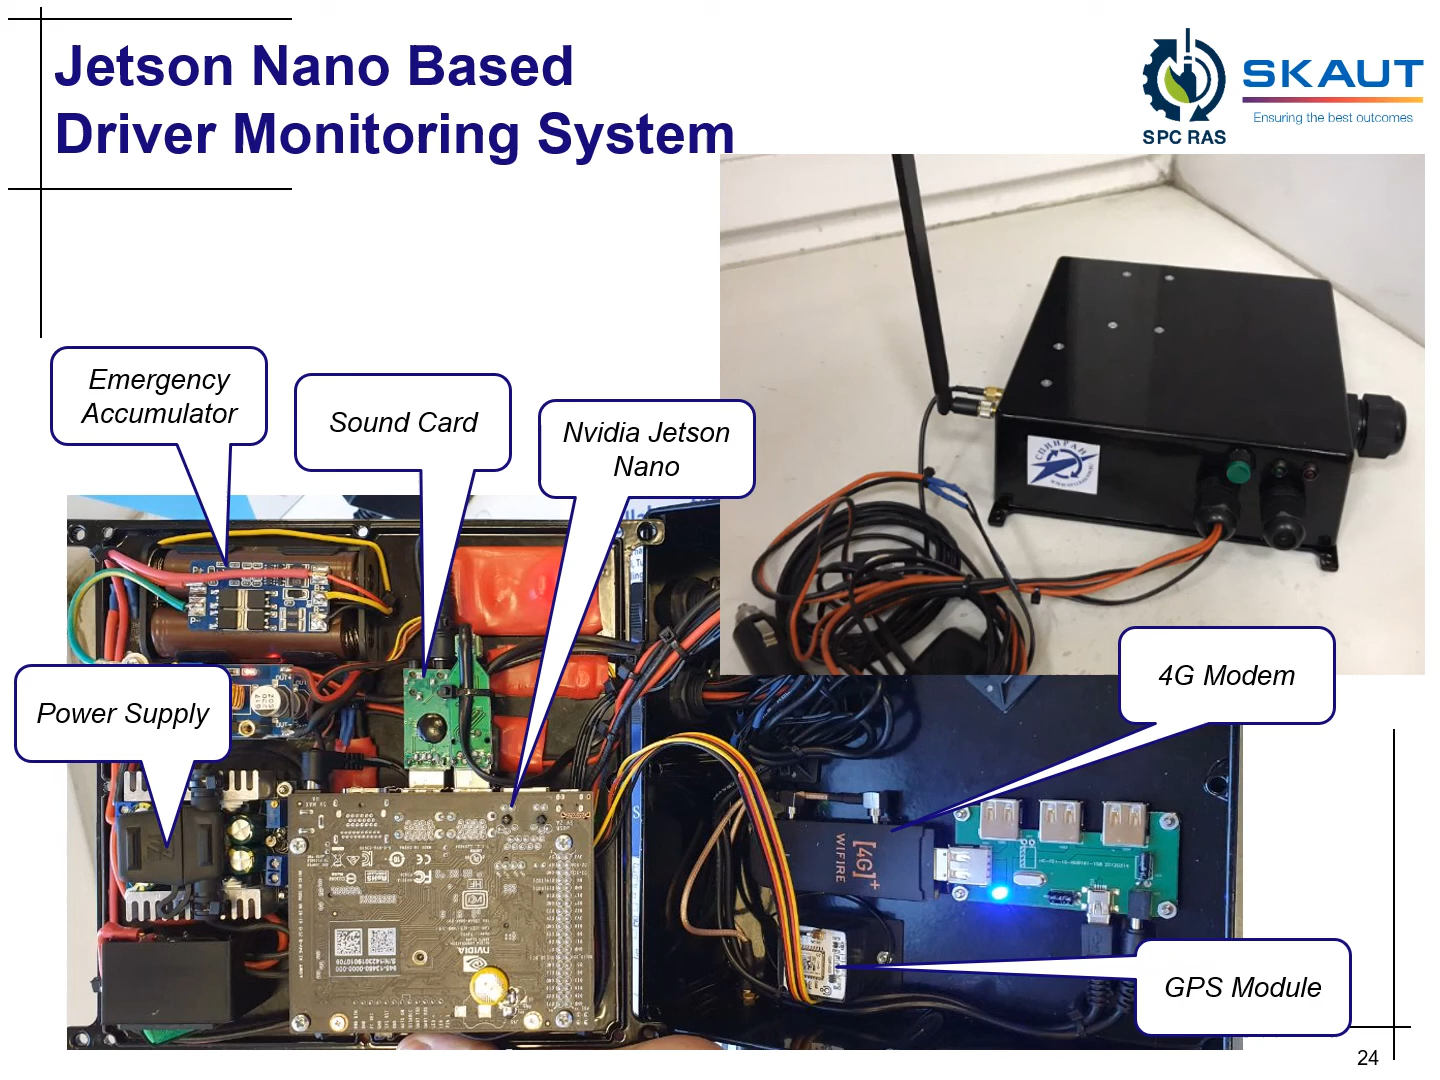 Jetson Nano Based
Driver Monitoring System
SPC RAS
SKAUT
Ensuring the best outcomes
Emergency
Accumulator
Sound Card
Nvidia Jetson
Nano
Power Supply
4G Modem
[4G]+
WIFIRE
NVIDIA
GPS Module
24